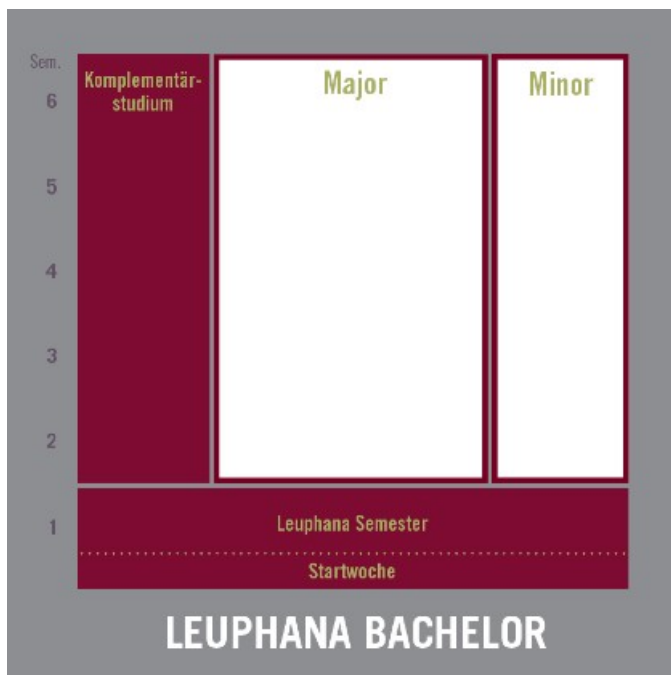 Sem.
Komplementär-
studium
Major
Minor
6
5
4
3
2
1
Leuphana Semester
Startwoche
LEUPHANA BACHELOR